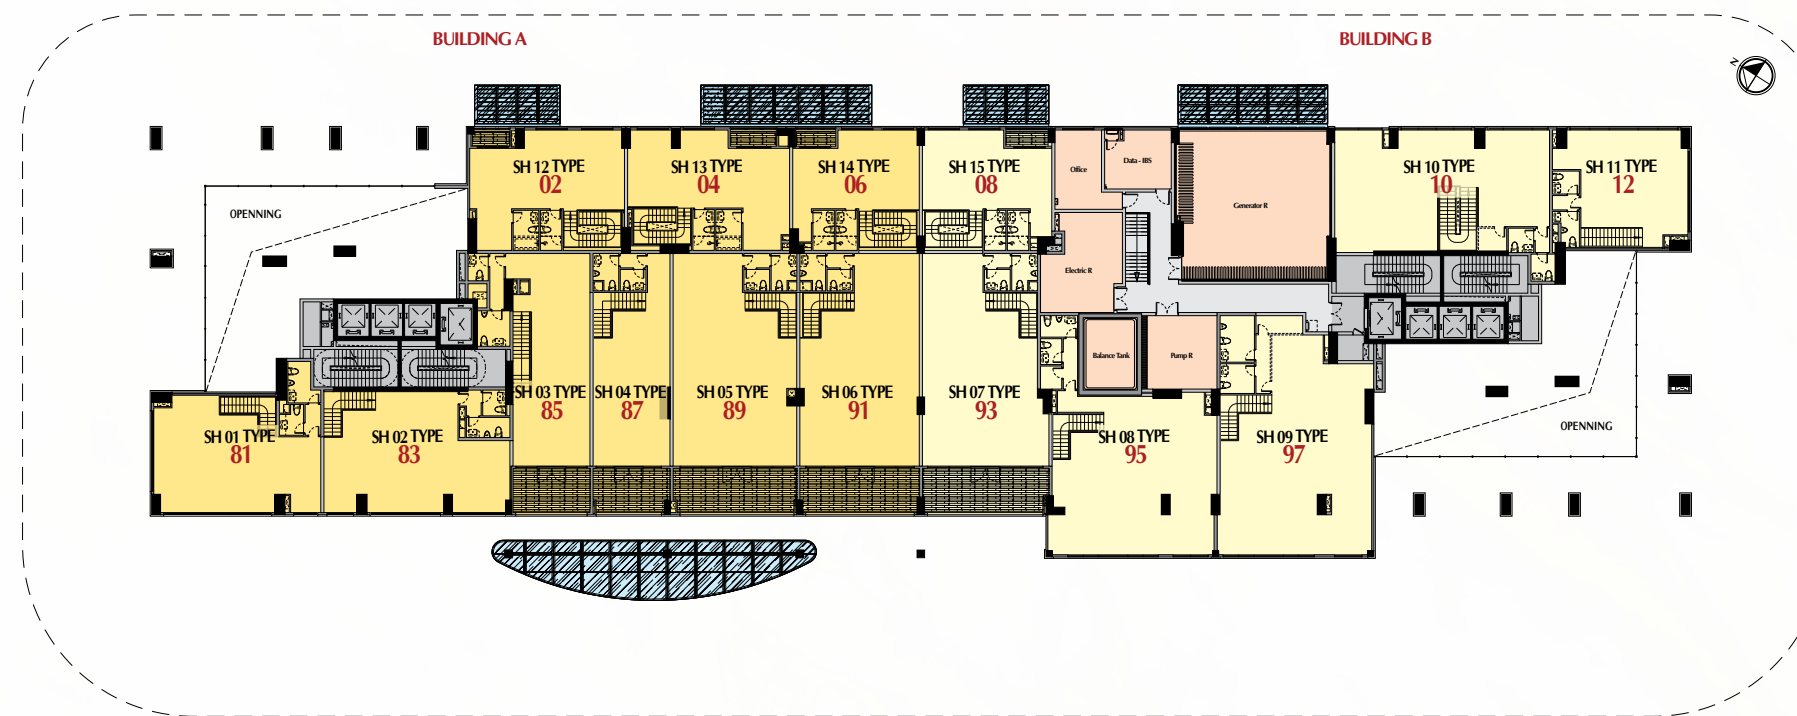 BUILDING A
BUILDING B
N
SH 12 TYPE
02
SH 13 TYPE
04
SH 14 TYPE
06
SH 15 TYPE
08
Office
Data - IBS
Generator R
SH 10 TYPE
10
SH 11 TYPE
12
OPENNING
Electric R
Balance Tank
Pump R
SH 03 TYPE
85
SH 04 TYPE
87
SH 05 TYPE
89
SH 06 TYPE
91
SH 07 TYPE
93
SH 01 TYPE
81
SH 02 TYPE
83
SH 08 TYPE
95
SH 09 TYPE
97
OPENNING